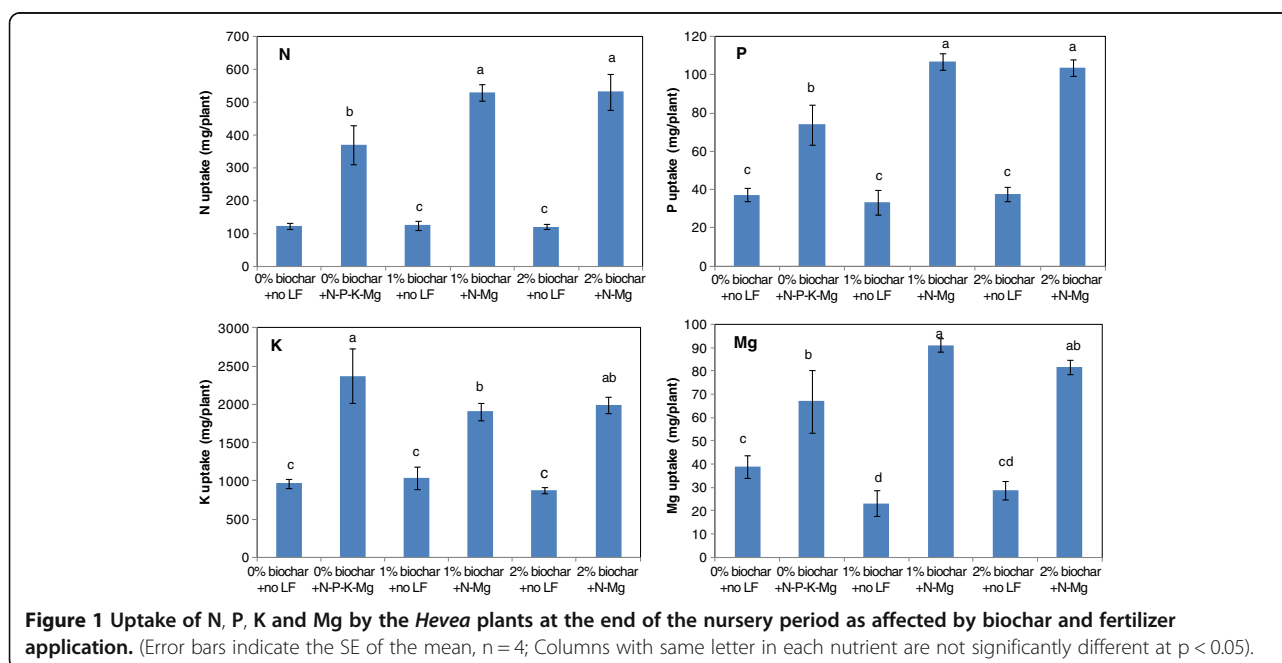 N
N uptake (mg/plant)
700
600
500
400
300
200
100
0
b
c
a
c
a
0% biochar +no LF
0% biochar +N-P-K-Mg
1% biochar +no LF
1% biochar +N-Mg
2% biochar +no LF
2% biochar +N-Mg
P
P uptake (mg/plant)
120
100
80
60
40
20
0
c
b
c
a
c
a
0% biochar +no LF
0% biochar +N-P-K-Mg
1% biochar +no LF
1% biochar +N-Mg
2% biochar +no LF
2% biochar +N-Mg
K
K uptake (mg/plant)
3000
2500
2000
1500
1000
500
0
c
a
c
b
c
ab
0% biochar +no LF
0% biochar +N-P-K-Mg
1% biochar +no LF
1% biochar +N-Mg
2% biochar +no LF
2% biochar +N-Mg
Mg
Mg uptake (mg/plant)
100
90
80
70
60
50
40
30
20
10
0
c
b
d
a
cd
ab
0% biochar +no LF
0% biochar +N-P-K-Mg
1% biochar +no LF
1% biochar +N-Mg
2% biochar +no LF
2% biochar +N-Mg
Figure 1 Uptake of N, P, K and Mg by the Hevea plants at the end of the nursery period as affected by biochar and fertilizer
application. (Error bars indicate the SE of the mean, n = 4; Columns with same letter in each nutrient are not significantly different at p < 0.05).